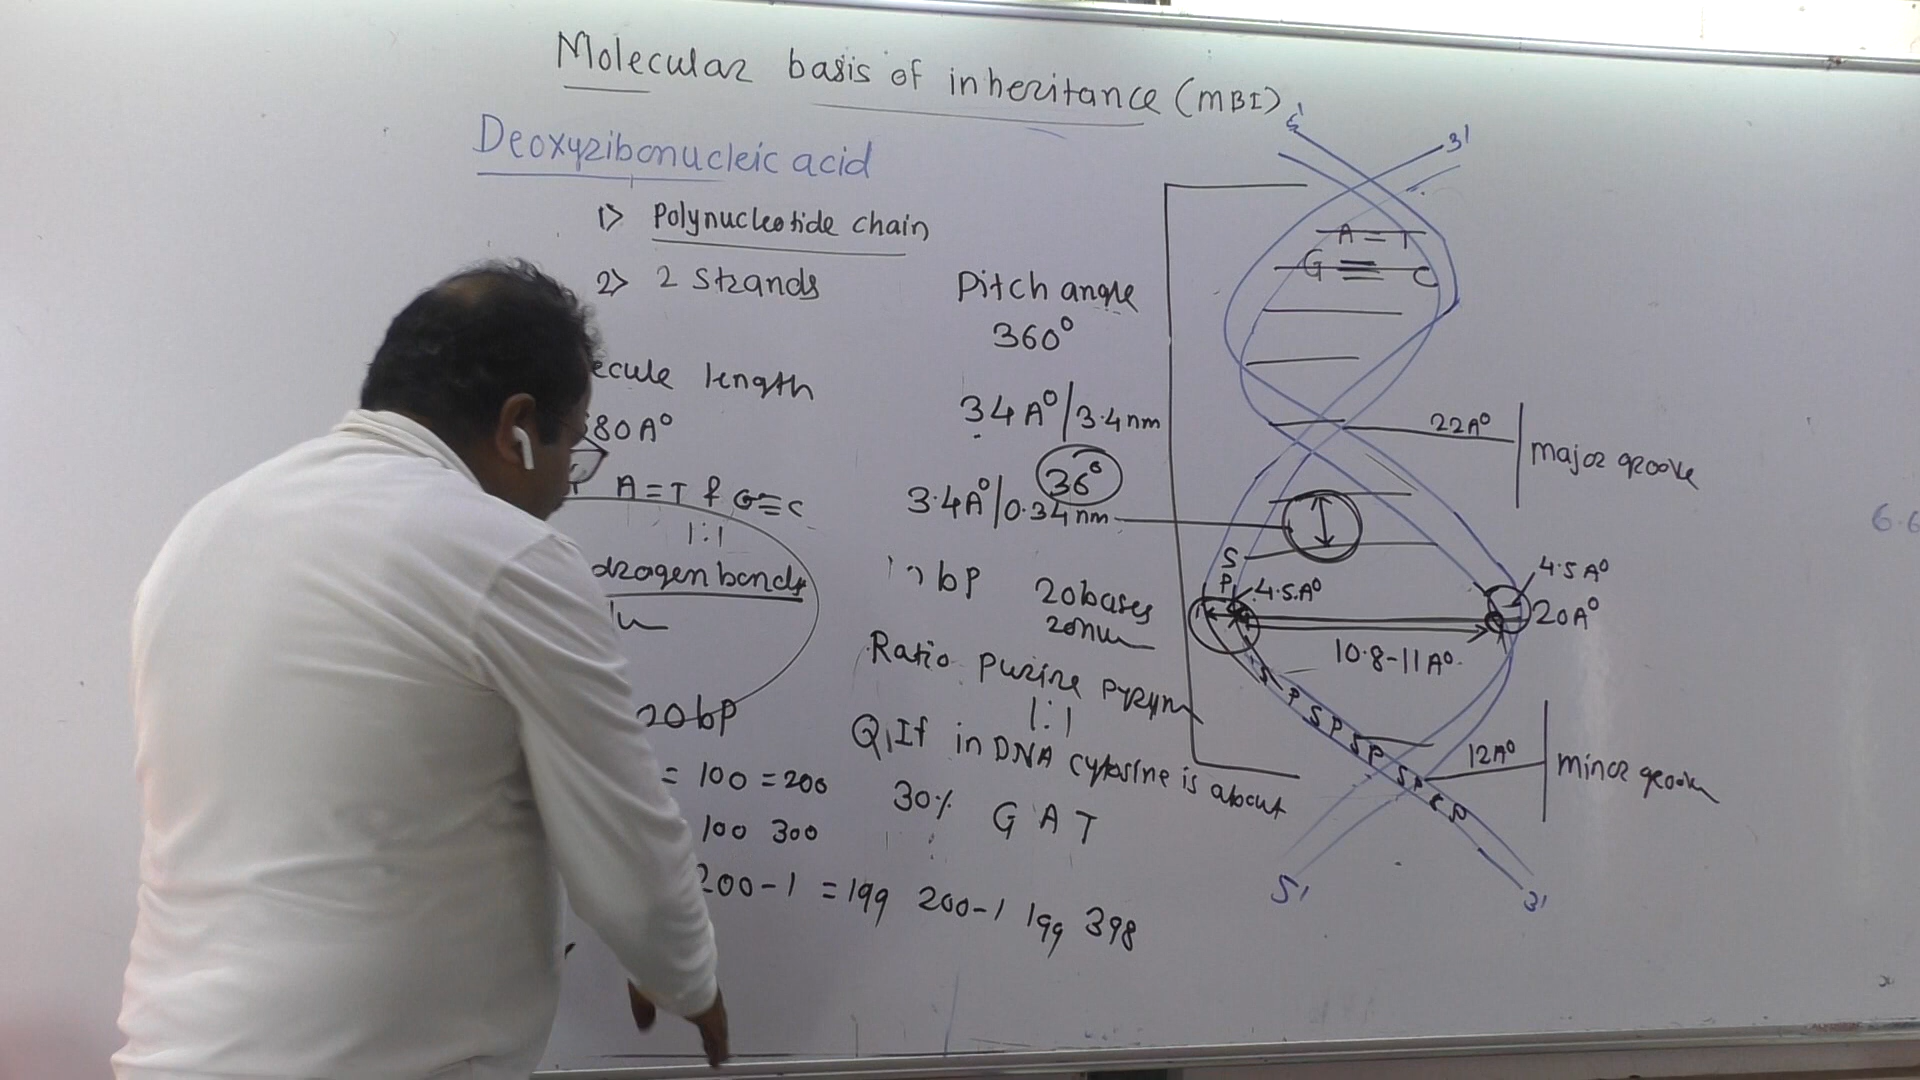 Molecular basis of inheritance (MBI)
Deoxyribonucleic acid
1> Polynucleotide chain
2> 2 strands
ecule length
80A°
A=T & G≡C
1:1
drogen bonds
20bp
= 100 = 200
100 300
200-1 = 199 200-1 199 398
Pitch angle
360°
34A°/3.4nm
36°
3.4A°/0.34nm
bp 20bases
Ratio purine pyrym
1:1
Q, If in DNA cytosine is about
30% G A T
3'
A = T
G ≡ C
22A°
major groove
S
P
4.5A°
4.5A°
20A°
10.8-11A°
S P S P S P S P
12A°
minor groove
5'
3'
6.6